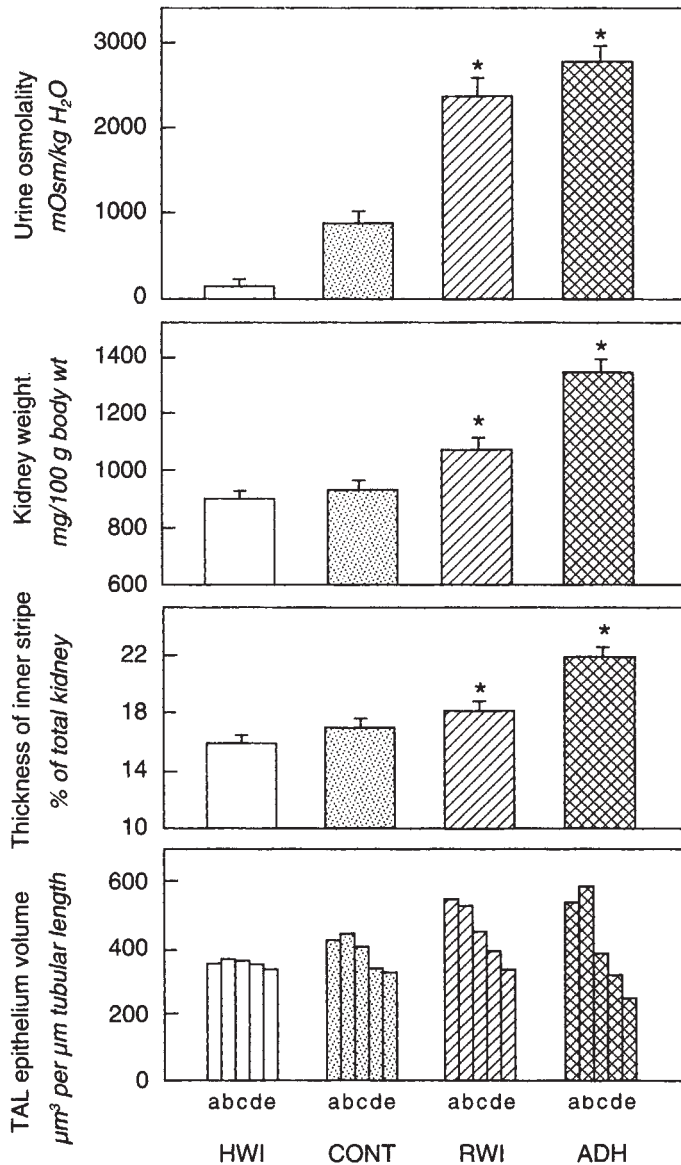 Urine osmolality
mOsm/kg H₂O
3000
2000
1000
0
*
*
Kidney weight.
mg/100 g body wt
1400
1200
1000
800
600
*
*
Thickness of inner stripe
% of total kidney
22
18
14
10
*
*
TAL epithelium volume
µm³ per µm tubular length
600
400
200
0
abcde abcde abcde abcde
HWI CONT RWI ADH